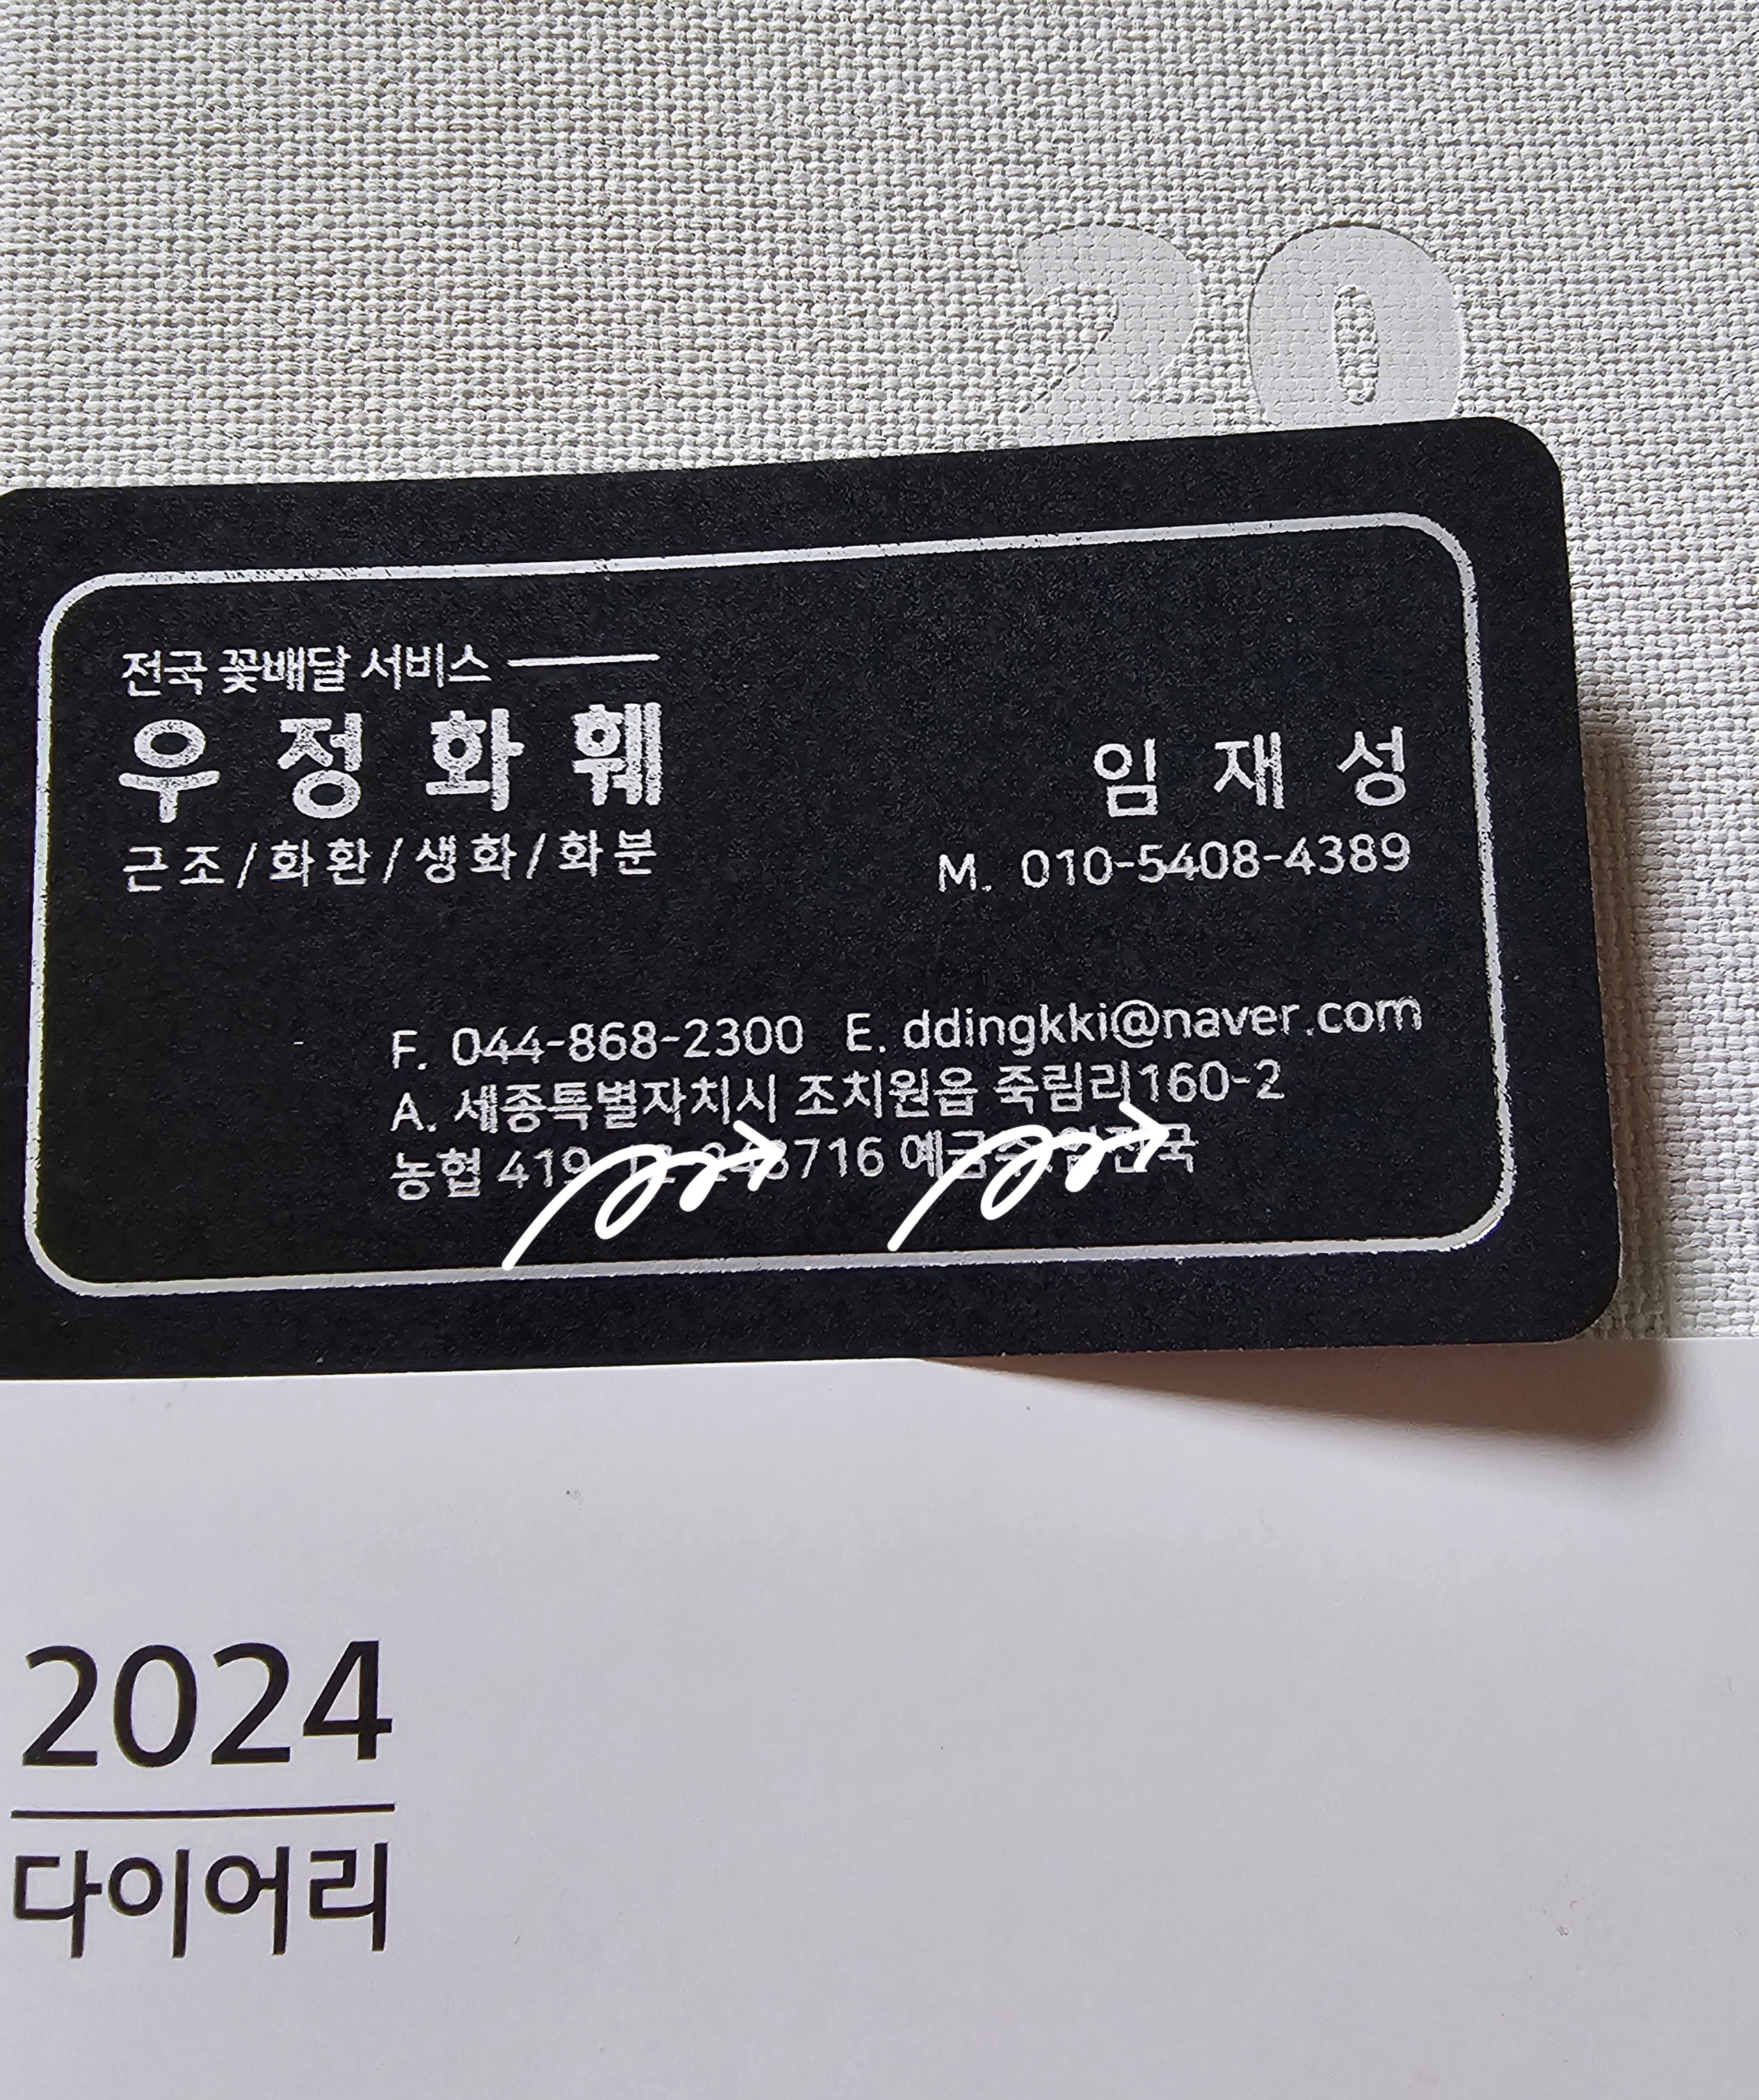 20
전국 꽃배달 서비스
우정화훼
근조/화환/생화/화분
임재성
M. 010-5408-4389
F. 044-868-2300 E. ddingkki@naver.com
A. 세종특별자치시 조치원읍 죽림리160-2
농협
2024
다이어리